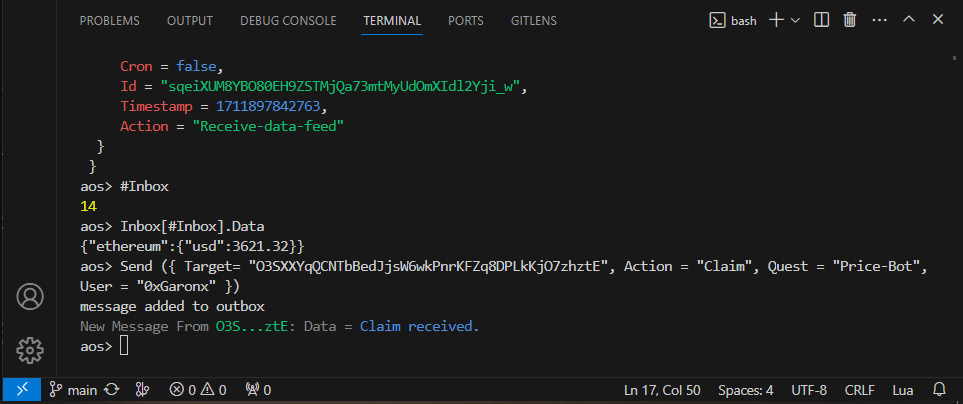 PROBLEMS OUTPUT DEBUG CONSOLE TERMINAL PORTS GITLENS bash
Cron = false,
Id = "sqeiXUM8YBO80EH9ZSTMjQa73mtMyUdOmXIdl2Yji_w",
Timestamp = 1711897842763,
Action = "Receive-data-feed"
}
}
aos> #Inbox
14
aos> Inbox[#Inbox].Data
{"ethereum":{"usd":3621.32}}
aos> Send ({ Target= "O3SXXYqQCNTbBedJjsW6wkPnrKFZq8DPLkKjO7zhztE", Action = "Claim", Quest = "Price-Bot",
User = "0xGaronx" })
message added to outbox
New Message From O3S...ztE: Data = Claim received.
aos>
main 0 0 0 Ln 17, Col 50 Spaces: 4 UTF-8 CRLF Lua